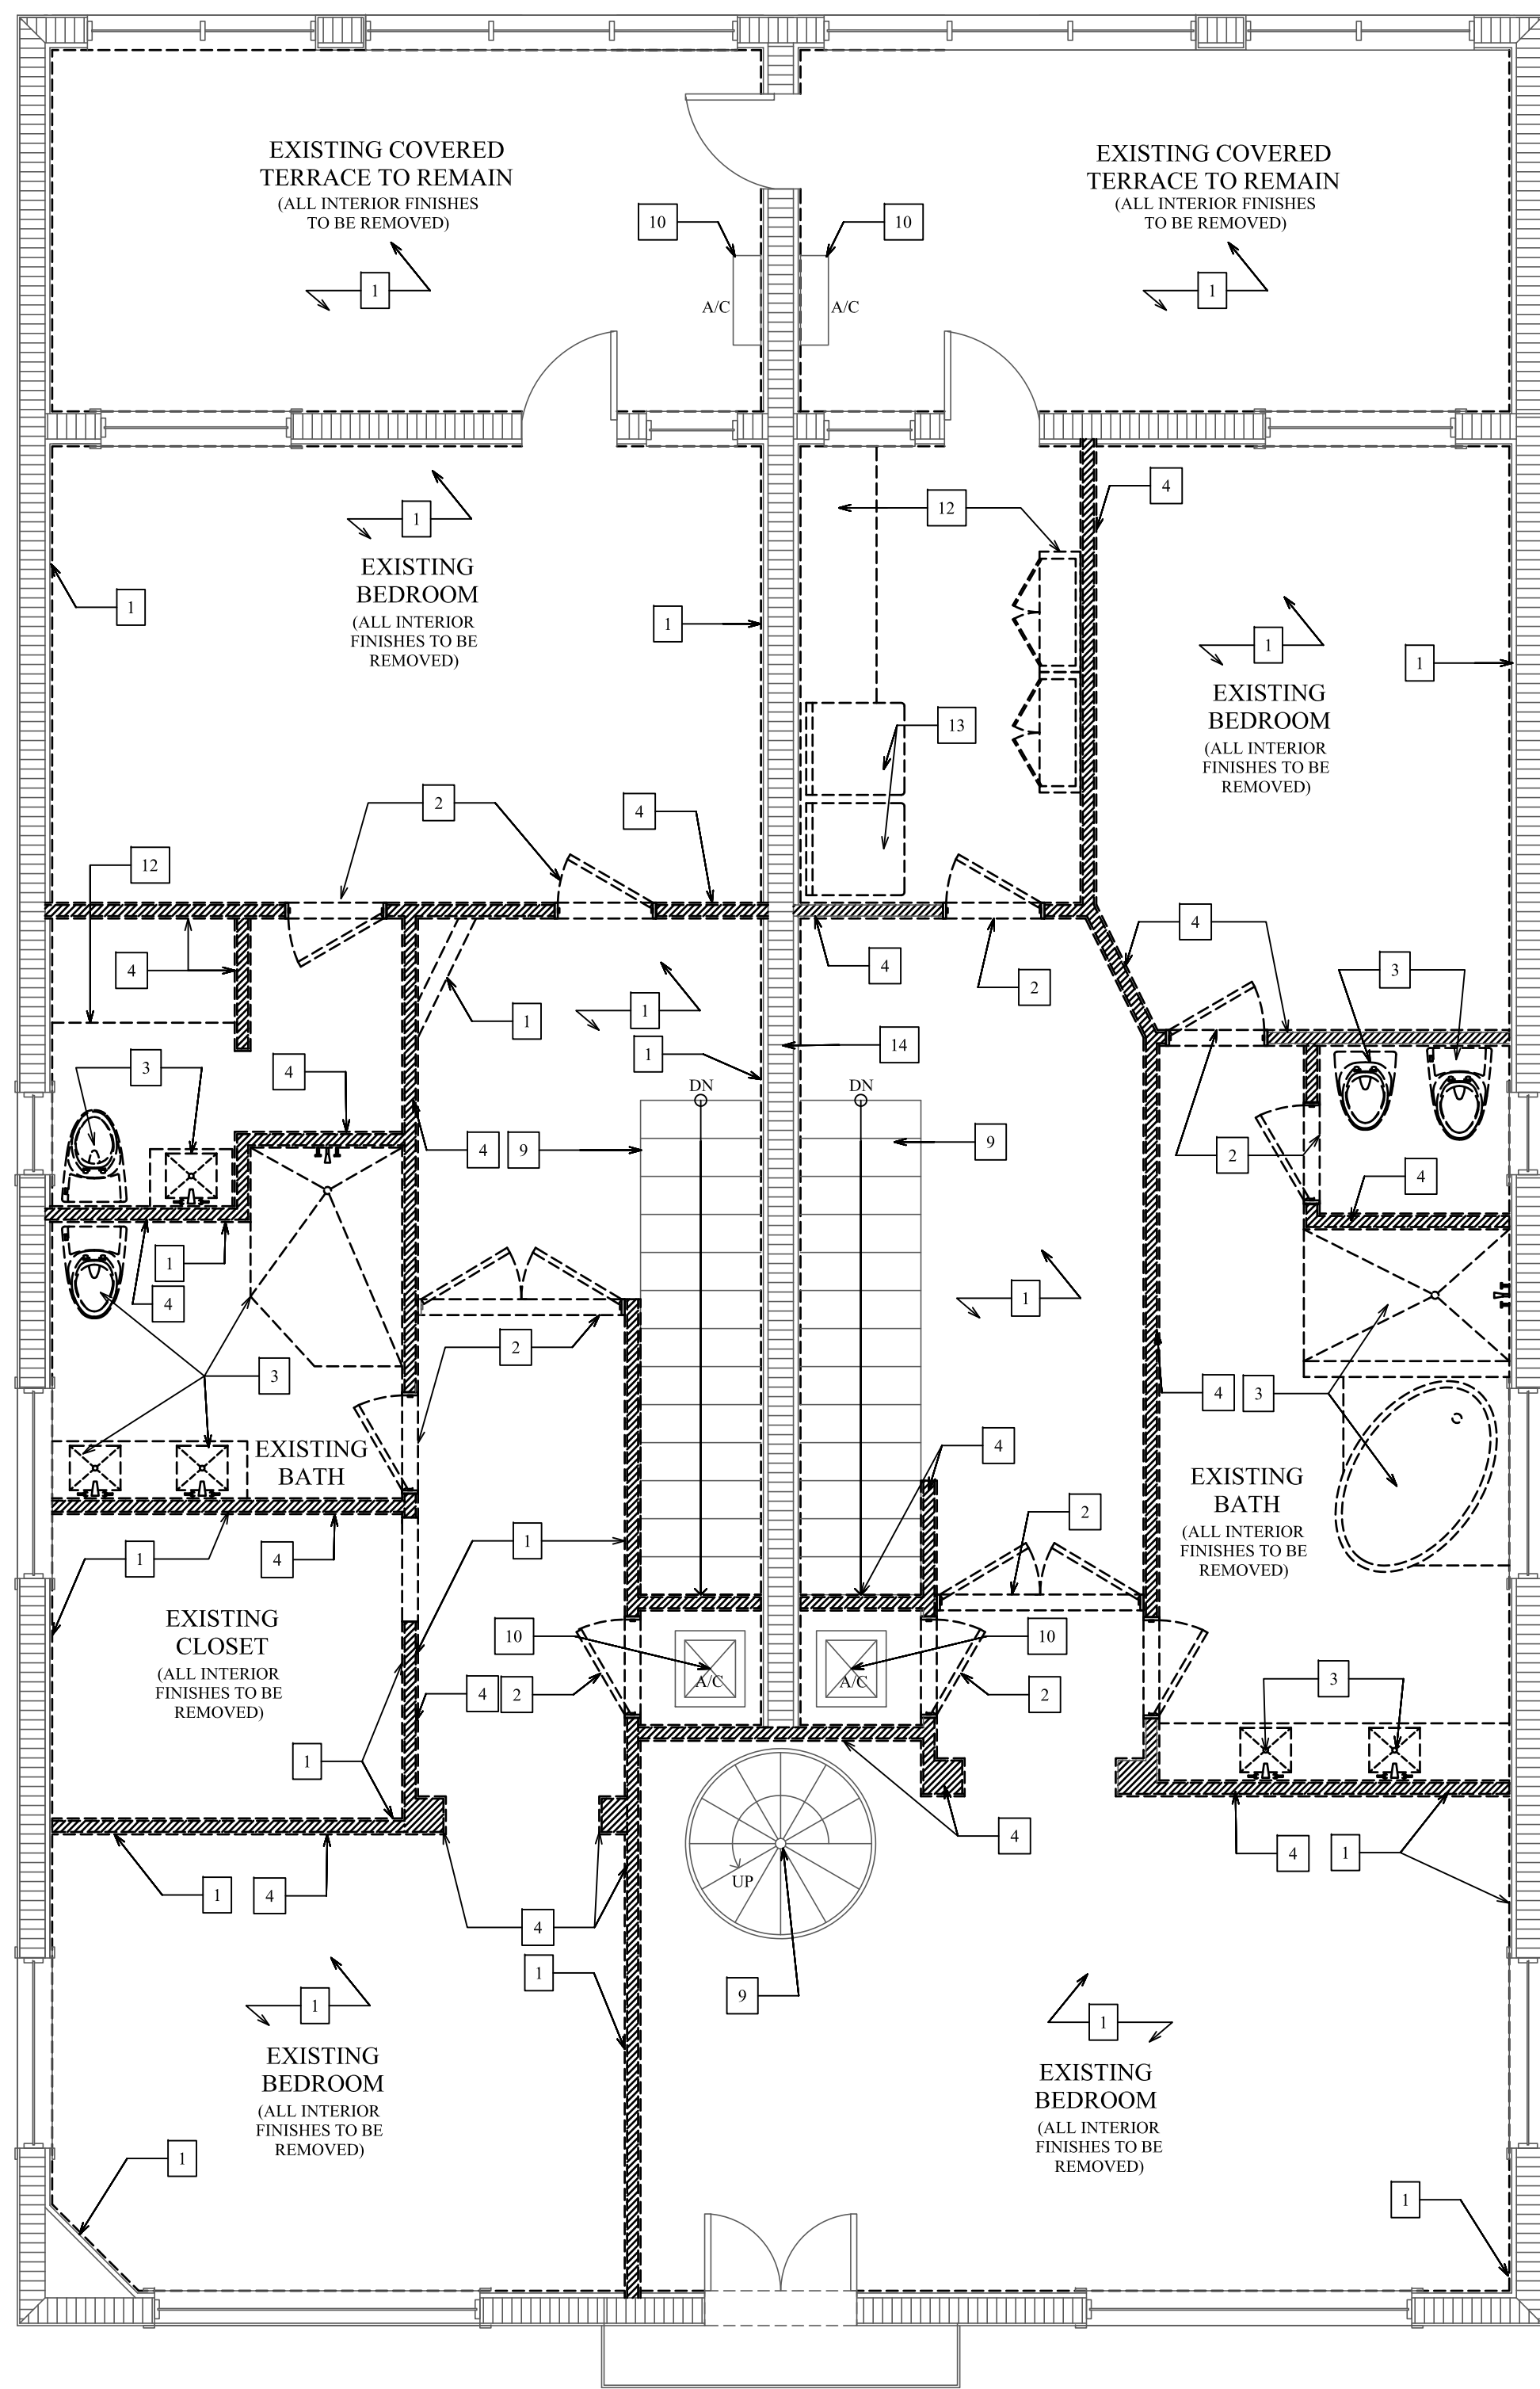 EXISTING COVERED
TERRACE TO REMAIN
(ALL INTERIOR FINISHES
TO BE REMOVED)
1
10
A/C
EXISTING COVERED
TERRACE TO REMAIN
(ALL INTERIOR FINISHES
TO BE REMOVED)
1
10
A/C
1
EXISTING
BEDROOM
(ALL INTERIOR
FINISHES TO BE
REMOVED)
1
1
12
4
13
1
EXISTING
BEDROOM
(ALL INTERIOR
FINISHES TO BE
REMOVED)
1
2
4
12
4
4
2
4
3
1
1
1
14
3
4
DN
DN
4
9
9
2
4
1
4
1
2
3
4
3
EXISTING
BATH
4
EXISTING
BATH
(ALL INTERIOR
FINISHES TO BE
REMOVED)
2
1
4
1
EXISTING
CLOSET
(ALL INTERIOR
FINISHES TO BE
REMOVED)
10
A/C
10
A/C
4
2
2
3
1
4
4
1
1
4
UP
4
1
9
1
EXISTING
BEDROOM
(ALL INTERIOR
FINISHES TO BE
REMOVED)
1
EXISTING
BEDROOM
(ALL INTERIOR
FINISHES TO BE
REMOVED)
1
1